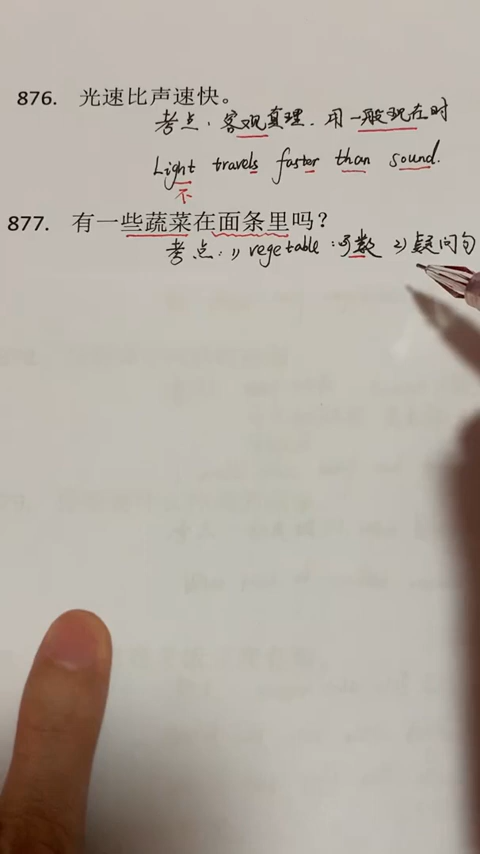 876. 光速比声速快。
考点：客观真理．用一般现在时
Light travels faster than sound.
不
877. 有一些蔬菜在面条里吗？
考点：1) vegetable：可数 2) 疑问句